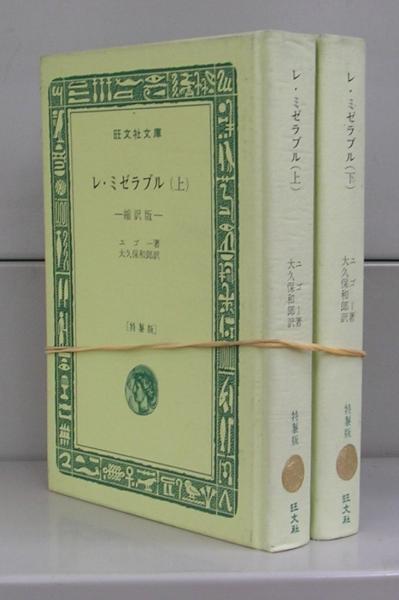 旺文社文庫
レ・ミゼラブル(上)
―縮訳版―
ユゴー著
大久保和郎訳
[特製版]
レ・ミゼラブル(上)
ユゴー著
大久保和郎訳
特製版
旺文社
レ・ミゼラブル(下)
ユゴー著
大久保和郎訳
特製版
旺文社